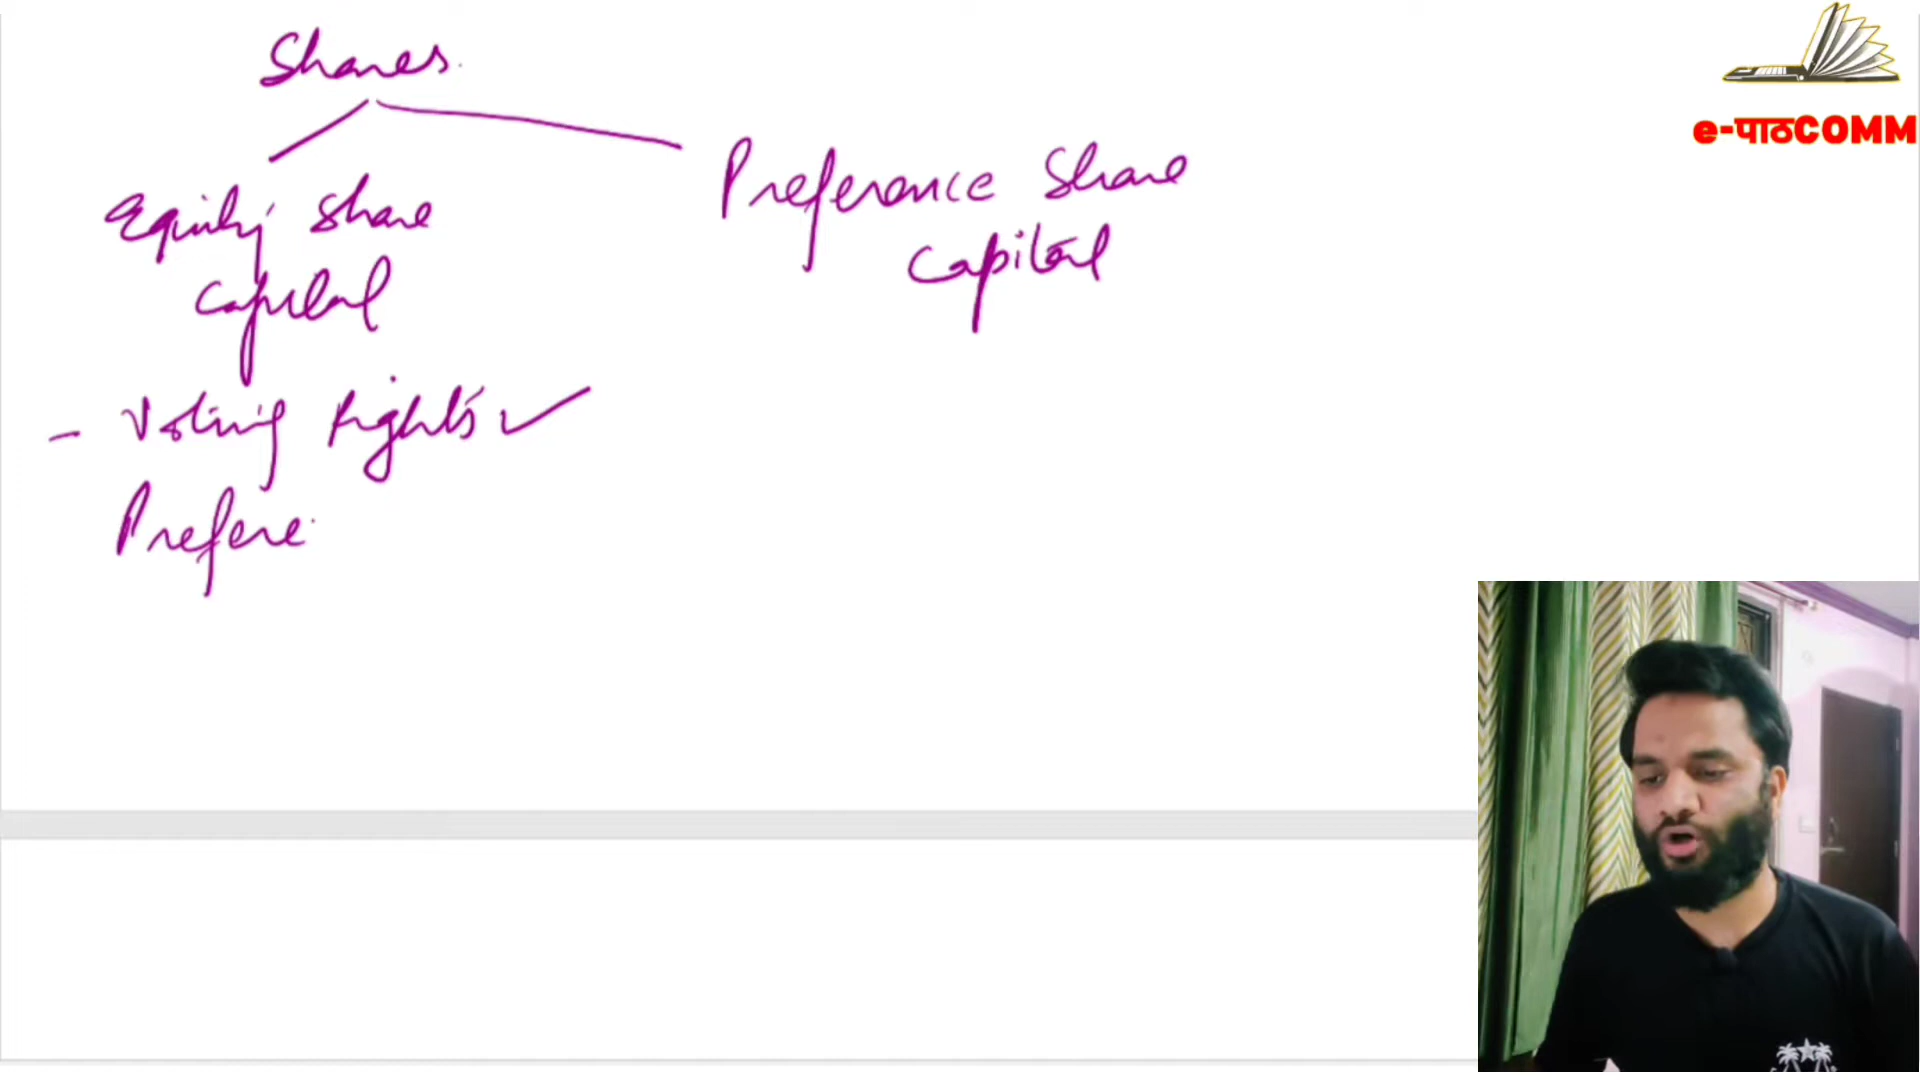 Shares
Equity Share
Capital
Preference Share
Capital
- Voting Rights ✓
Prefere
e-पाठCOMM